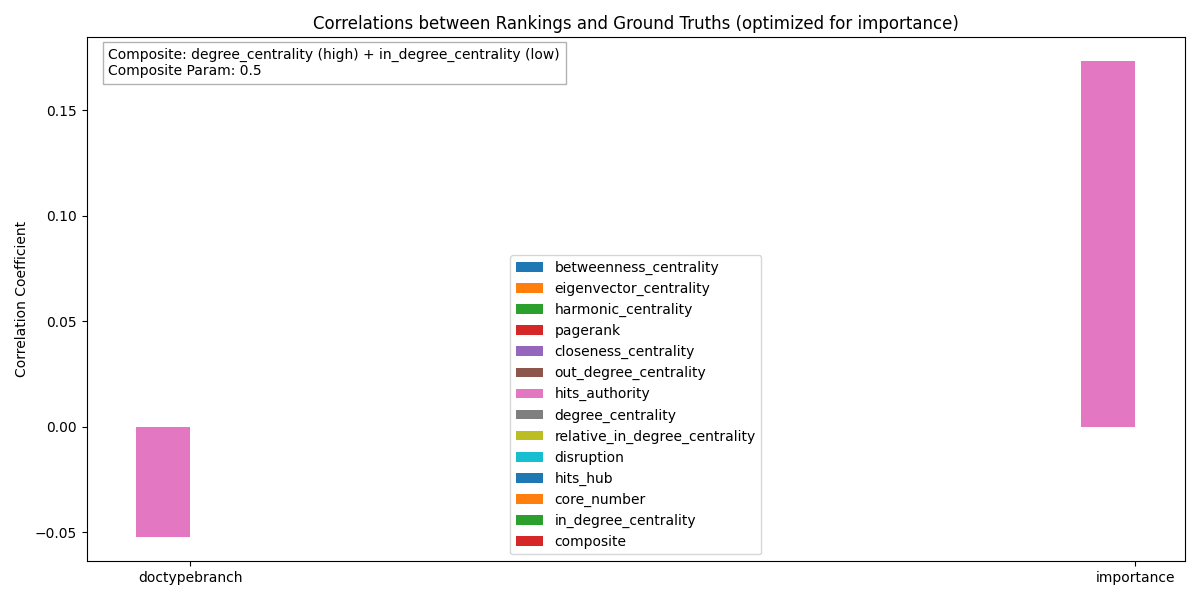 Correlations between Rankings and Ground Truths (optimized for importance)
Composite: degree_centrality (high) + in_degree_centrality (low)
Composite Param: 0.5
Correlation Coefficient
0.15
0.10
0.05
0.00
−0.05
betweenness_centrality
eigenvector_centrality
harmonic_centrality
pagerank
closeness_centrality
out_degree_centrality
hits_authority
degree_centrality
relative_in_degree_centrality
disruption
hits_hub
core_number
in_degree_centrality
composite
doctypebranch
importance